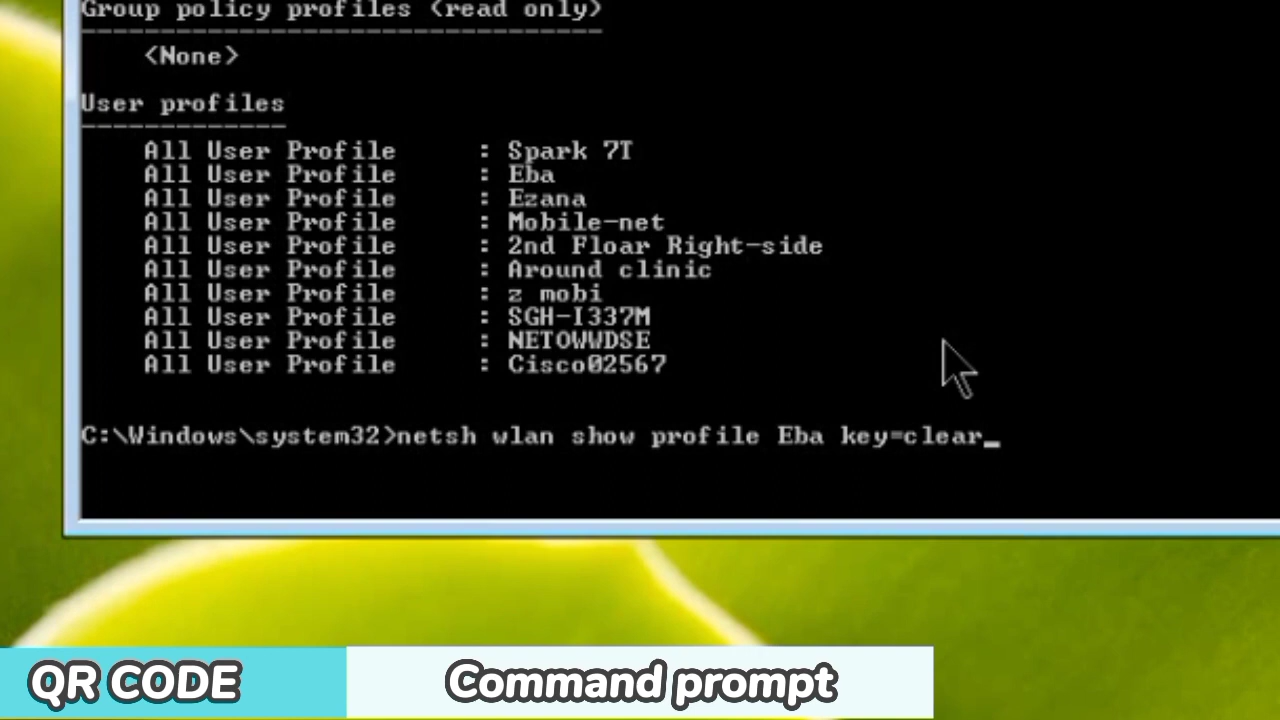 Group policy profiles (read only)
---------------------------------
<None>
User profiles
-------------
All User Profile : Spark 7T
All User Profile : Eba
All User Profile : Ezana
All User Profile : Mobile-net
All User Profile : 2nd Floar Right-side
All User Profile : Around clinic
All User Profile : z mobi
All User Profile : SGH-I337M
All User Profile : NETOWWDSE
All User Profile : Cisco02567
C:\Windows\system32>netsh wlan show profile Eba key=clear_
QR CODE
Command prompt